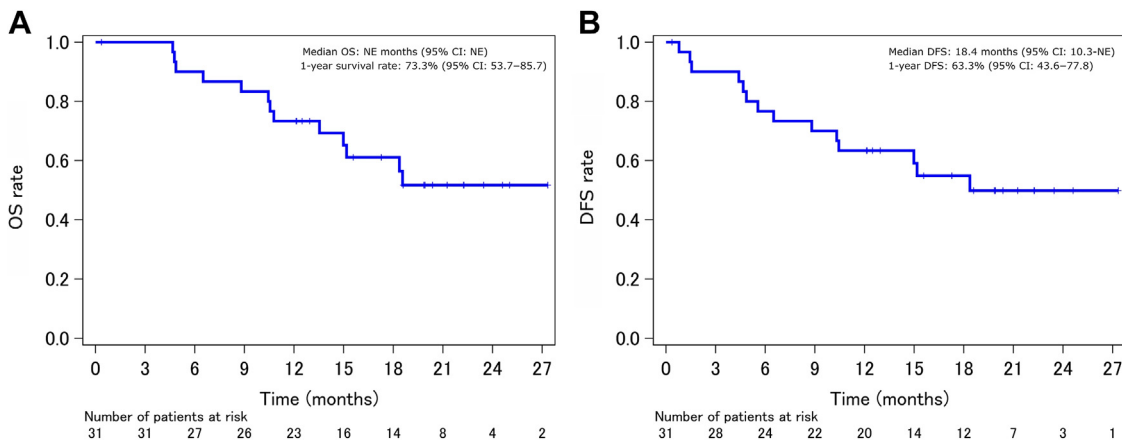 A
Median OS: NE months (95% CI: NE)
1-year survival rate: 73.3% (95% CI: 53.7–85.7)
OS rate
1.0
0.8
0.6
0.4
0.2
0.0
0 3 6 9 12 15 18 21 24 27
Time (months)
Number of patients at risk
31 31 27 26 23 16 14 8 4 2
B
Median DFS: 18.4 months (95% CI: 10.3-NE)
1-year DFS: 63.3% (95% CI: 43.6–77.8)
DFS rate
1.0
0.8
0.6
0.4
0.2
0.0
0 3 6 9 12 15 18 21 24 27
Time (months)
Number of patients at risk
31 28 24 22 20 14 12 7 3 1